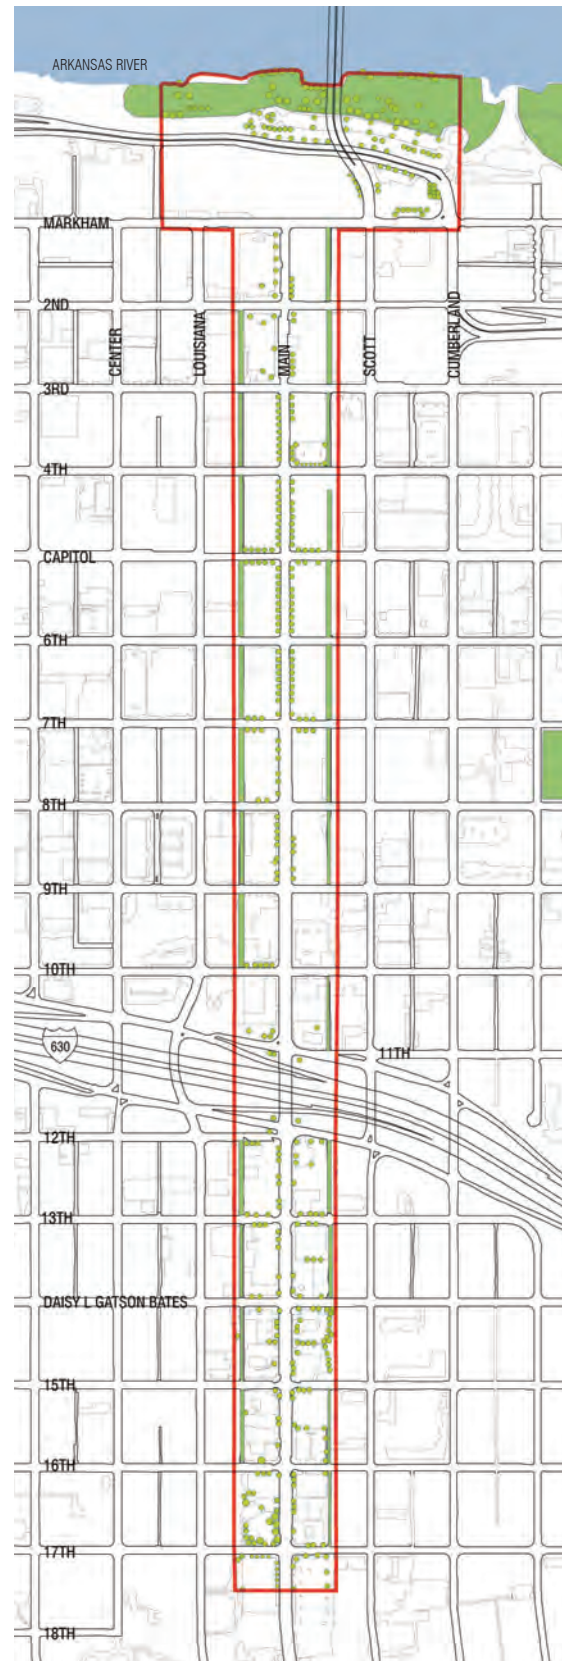 ARKANSAS RIVER
MARKHAM
2ND
CENTER
LOUISIANA
MAIN
SCOTT
CUMBERLAND
3RD
4TH
CAPITOL
6TH
7TH
8TH
9TH
10TH
630
11TH
12TH
13TH
DAISY L GATSON BATES
15TH
16TH
17TH
18TH